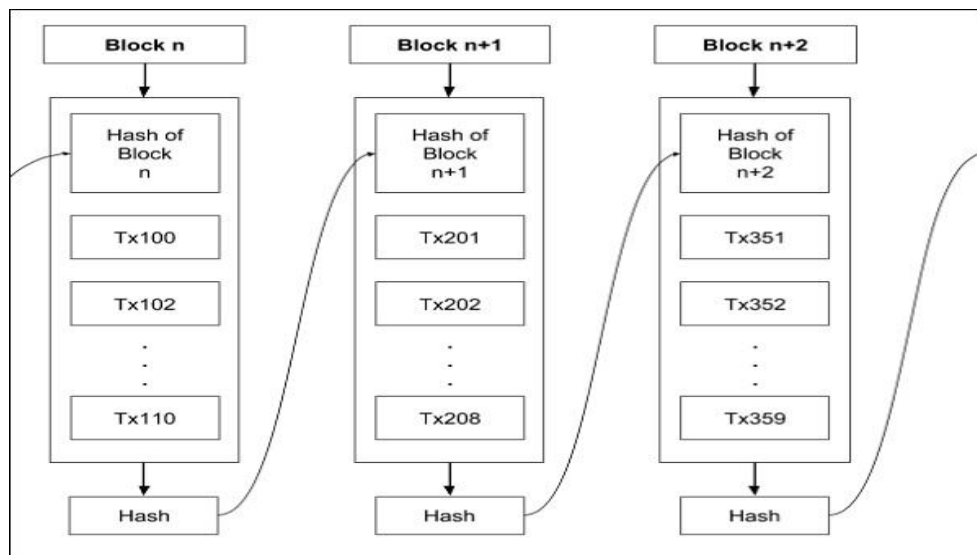 Block n
Hash of
Block
n
Tx100
Tx102
.
.
.
Tx110
Hash
Block n+1
Hash of
Block
n+1
Tx201
Tx202
.
.
.
Tx208
Hash
Block n+2
Hash of
Block
n+2
Tx351
Tx352
.
.
.
Tx359
Hash